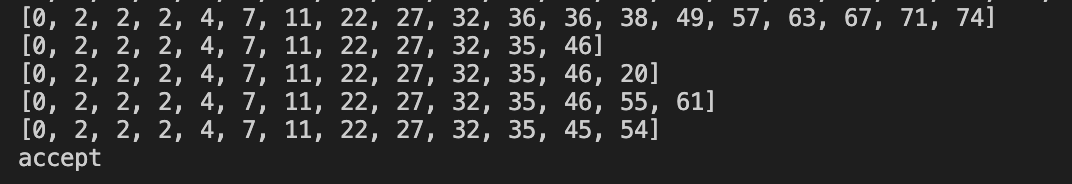 [0, 2, 2, 2, 4, 7, 11, 22, 27, 32, 36, 36, 38, 49, 57, 63, 67, 71, 74]
[0, 2, 2, 2, 4, 7, 11, 22, 27, 32, 35, 46]
[0, 2, 2, 2, 4, 7, 11, 22, 27, 32, 35, 46, 20]
[0, 2, 2, 2, 4, 7, 11, 22, 27, 32, 35, 46, 55, 61]
[0, 2, 2, 2, 4, 7, 11, 22, 27, 32, 35, 45, 54]
accept